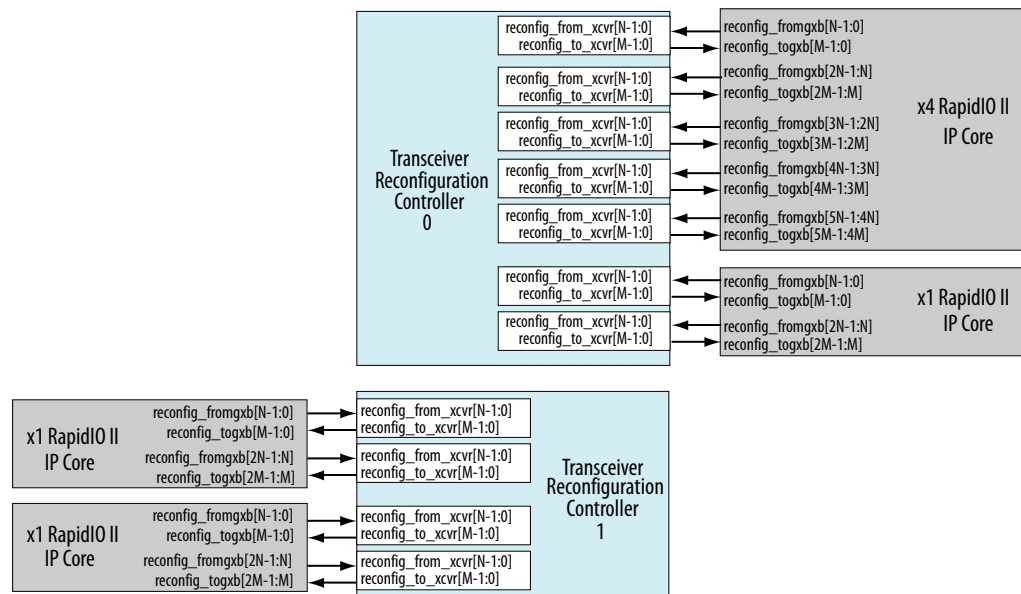 reconfig_from_xcvr[N-1:0]
reconfig_to_xcvr[M-1:0]
reconfig_from_xcvr[N-1:0]
reconfig_to_xcvr[M-1:0]
reconfig_from_xcvr[N-1:0]
reconfig_to_xcvr[M-1:0]
reconfig_from_xcvr[N-1:0]
reconfig_to_xcvr[M-1:0]
reconfig_from_xcvr[N-1:0]
reconfig_to_xcvr[M-1:0]
Transceiver
Reconfiguration
Controller
0
reconfig_from_xcvr[N-1:0]
reconfig_to_xcvr[M-1:0]
reconfig_from_xcvr[N-1:0]
reconfig_to_xcvr[M-1:0]
reconfig_fromgxb[N-1:0]
reconfig_togxb[M-1:0]
reconfig_fromgxb[2N-1:N]
reconfig_togxb[2M-1:M]
reconfig_fromgxb[3N-1:2N]
reconfig_togxb[3M-1:2M]
reconfig_fromgxb[4N-1:3N]
reconfig_togxb[4M-1:3M]
reconfig_fromgxb[5N-1:4N]
reconfig_togxb[5M-1:4M]
x4 RapidIO II
IP Core
reconfig_fromgxb[N-1:0]
reconfig_togxb[M-1:0]
reconfig_fromgxb[2N-1:N]
reconfig_togxb[2M-1:M]
x1 RapidIO II
IP Core
x1 RapidIO II
IP Core
reconfig_fromgxb[N-1:0]
reconfig_togxb[M-1:0]
reconfig_fromgxb[2N-1:N]
reconfig_togxb[2M-1:M]
x1 RapidIO II
IP Core
reconfig_fromgxb[N-1:0]
reconfig_togxb[M-1:0]
reconfig_fromgxb[2N-1:N]
reconfig_togxb[2M-1:M]
reconfig_from_xcvr[N-1:0]
reconfig_to_xcvr[M-1:0]
reconfig_from_xcvr[N-1:0]
reconfig_to_xcvr[M-1:0]
reconfig_from_xcvr[N-1:0]
reconfig_to_xcvr[M-1:0]
reconfig_from_xcvr[N-1:0]
reconfig_to_xcvr[M-1:0]
Transceiver
Reconfiguration
Controller
1